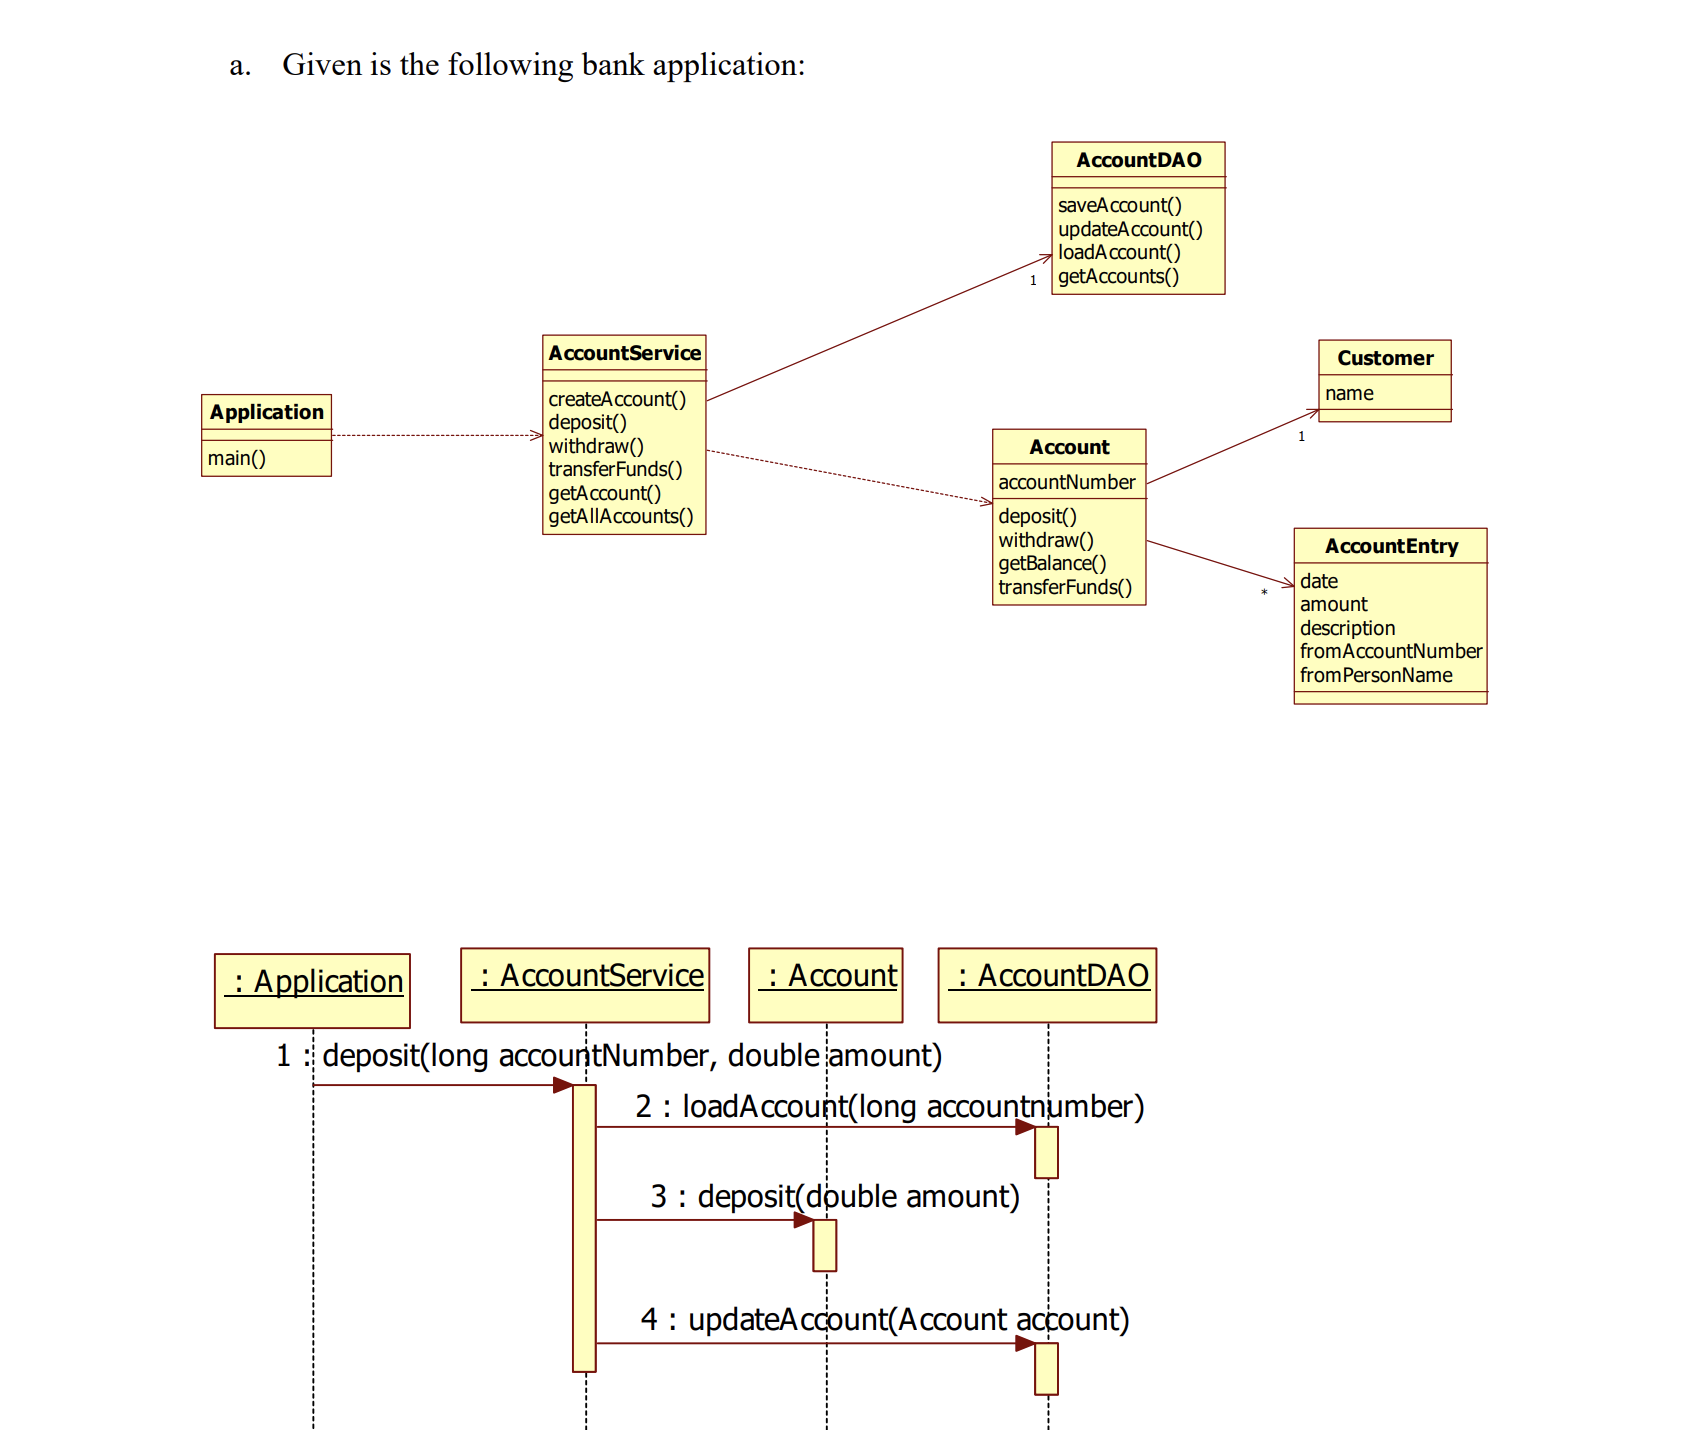 a. Given is the following bank application:
AccountDAO
saveAccount()
updateAccount()
loadAccount()
getAccounts()
1
AccountService
createAccount()
deposit()
withdraw()
transferFunds()
getAccount()
getAllAccounts()
Application
main()
Customer
name
1
Account
accountNumber
deposit()
withdraw()
getBalance()
transferFunds()
AccountEntry
date
amount
description
fromAccountNumber
fromPersonName
*
: Application
: AccountService
: Account
: AccountDAO
1 : deposit(long accountNumber, double amount)
2 : loadAccount(long accountnumber)
3 : deposit(double amount)
4 : updateAccount(Account account)